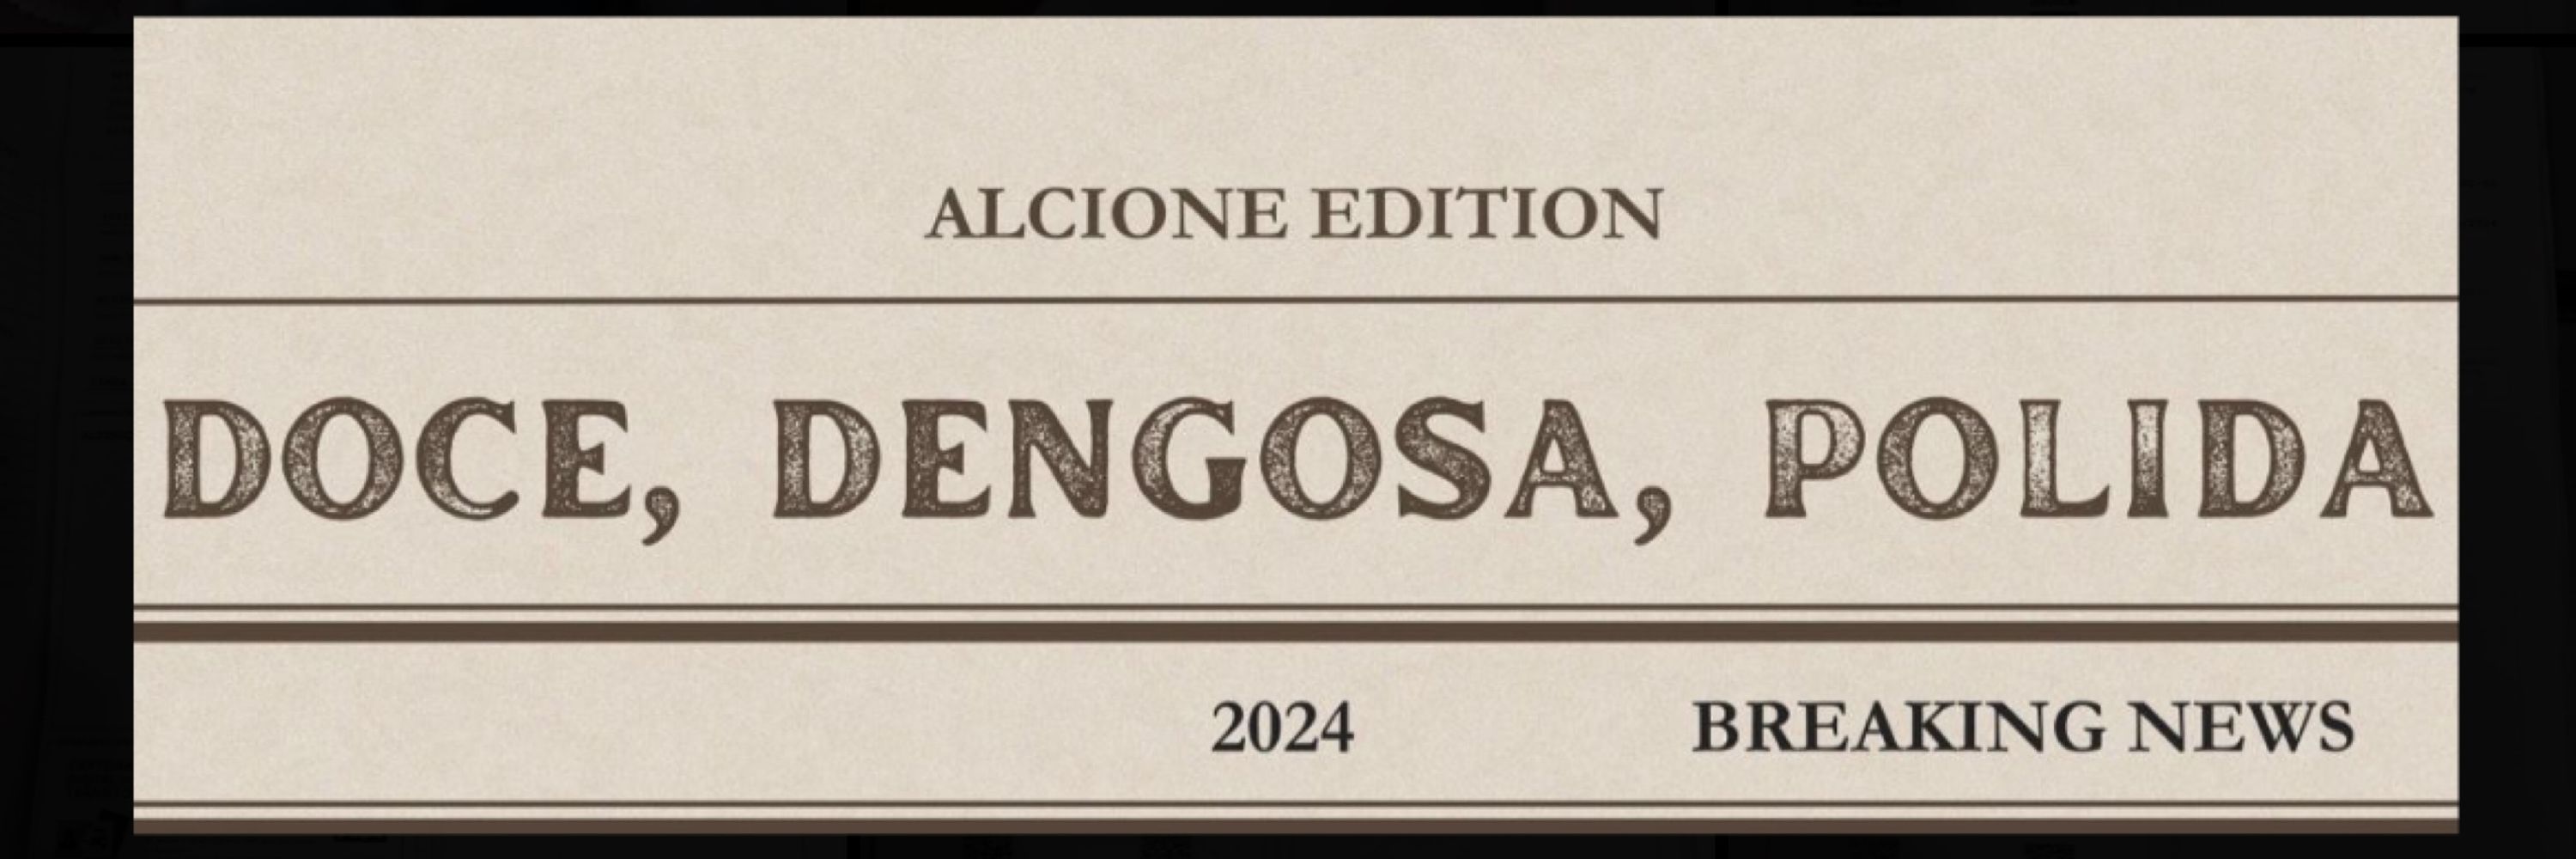 ALCIONE EDITION
DOCE, DENGOSA, POLIDA
2024 BREAKING NEWS